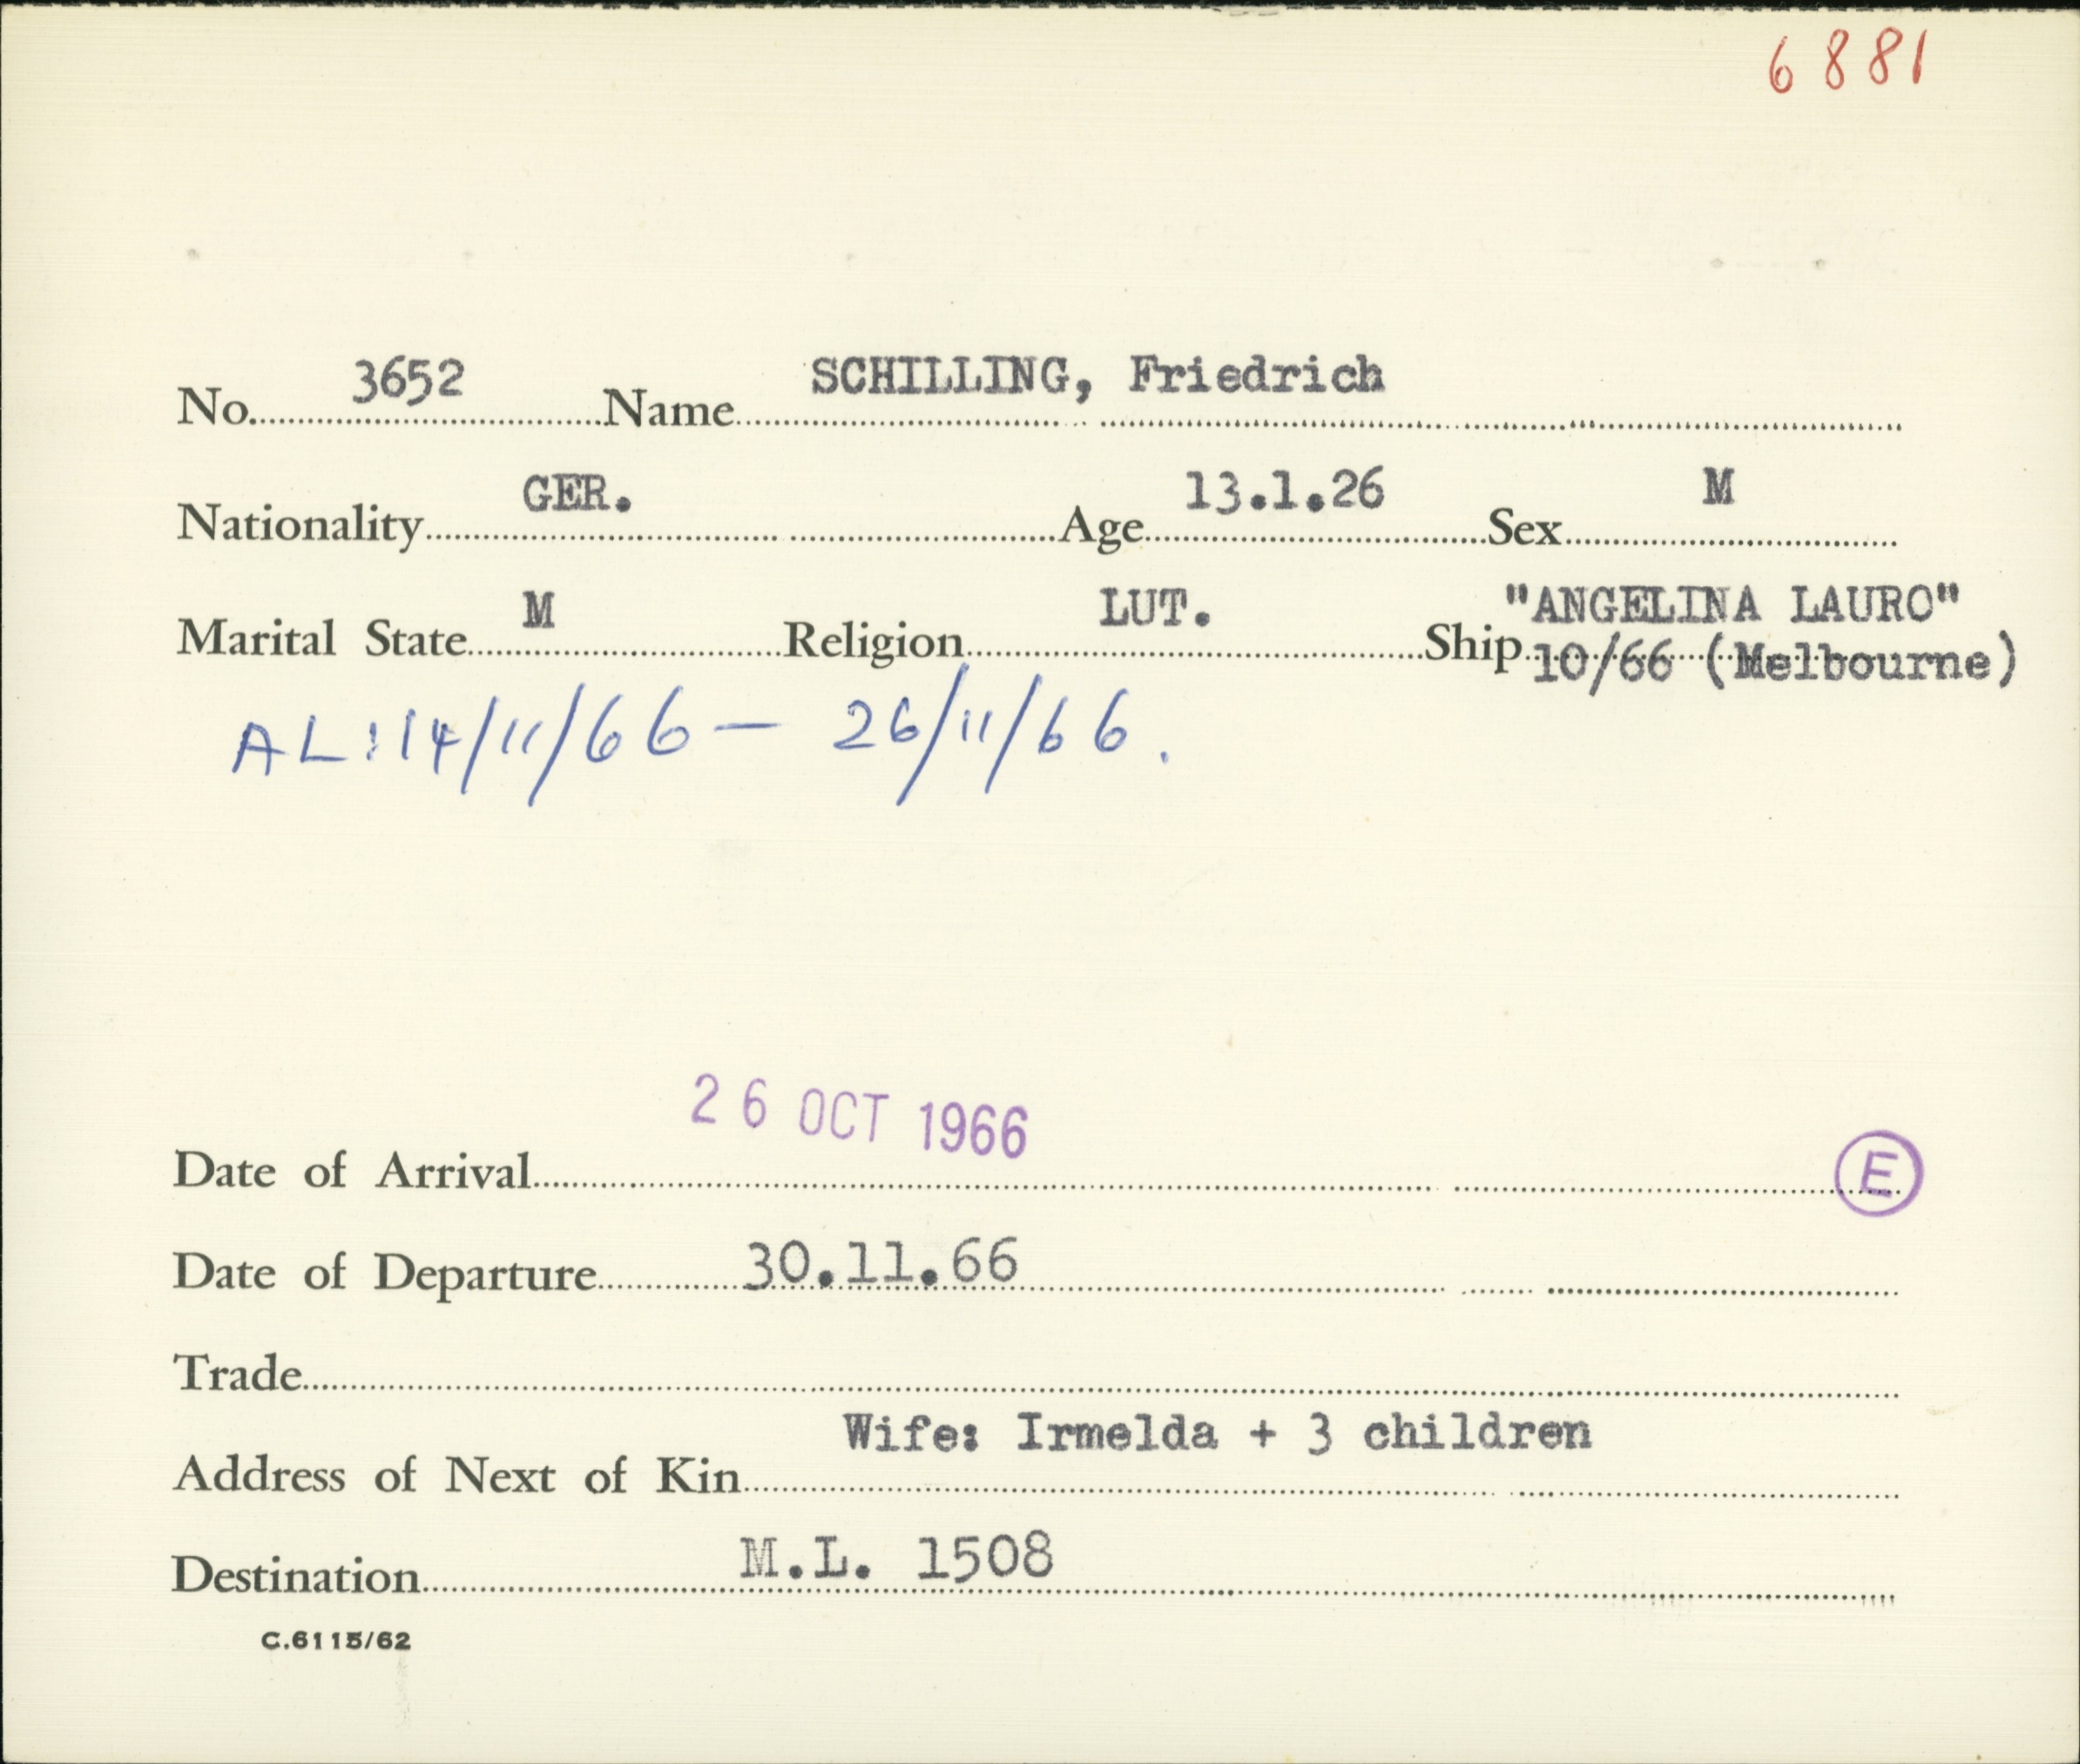 6881
No. 3652 Name SCHILLING, Friedrich
Nationality GER. Age 13.1.26 Sex M
Marital State M Religion LUT. Ship "ANGELINA LAURO"
10/66 (Melbourne)
AL: 14/11/66 — 26/11/66.
26 OCT 1966
Date of Arrival E
Date of Departure 30.11.66
Trade
Wife: Irmelda + 3 children
Address of Next of Kin
Destination M.L. 1508
C.6115/62